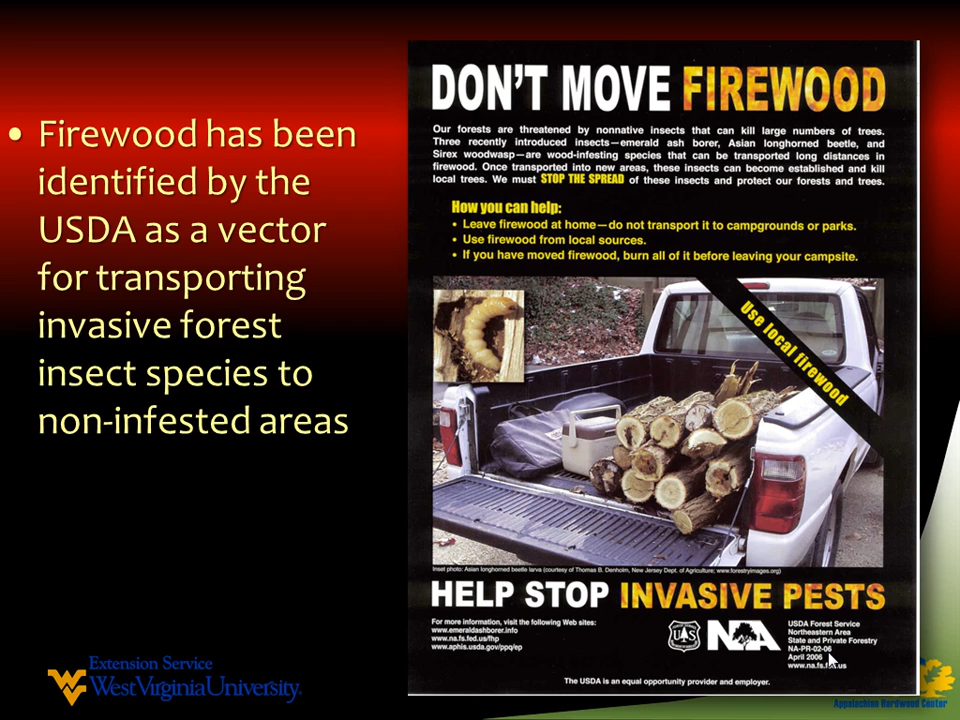 • Firewood has been
identified by the
USDA as a vector
for transporting
invasive forest
insect species to
non-infested areas
DON'T MOVE FIREWOOD
Our forests are threatened by nonnative insects that can kill large numbers of trees.
Three recently introduced insects—emerald ash borer, Asian longhorned beetle, and
Sirex woodwasp—are wood-infesting species that can be transported long distances in
firewood. Once transported into new areas, these insects can become established and kill
local trees. We must STOP THE SPREAD of these insects and protect our forests and trees.
How you can help:
• Leave firewood at home—do not transport it to campgrounds or parks.
• Use firewood from local sources.
• If you have moved firewood, burn all of it before leaving your campsite.
Use local firewood
Inset photo: Asian longhorned beetle larva (courtesy of Thomas B. Denholm, New Jersey Dept. of Agriculture; www.forestryimages.org)
HELP STOP INVASIVE PESTS
For more information, visit the following Web sites:
www.emeraldashborer.info
www.na.fs.fed.us/fhp
www.aphis.usda.gov/ppq/ep
U S
NA
USDA Forest Service
Northeastern Area
State and Private Forestry
NA-PR-02-06
April 2006
www.na.fs. .us
The USDA is an equal opportunity provider and employer.
WV
Extension Service
West Virginia University.
Appalachian Hardwood Center